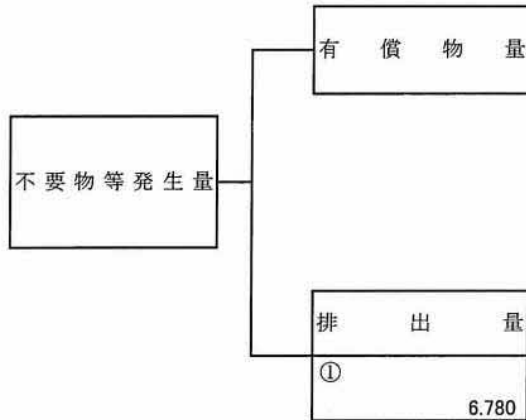 有償物量
不要物等発生量
排出量
①
6.780